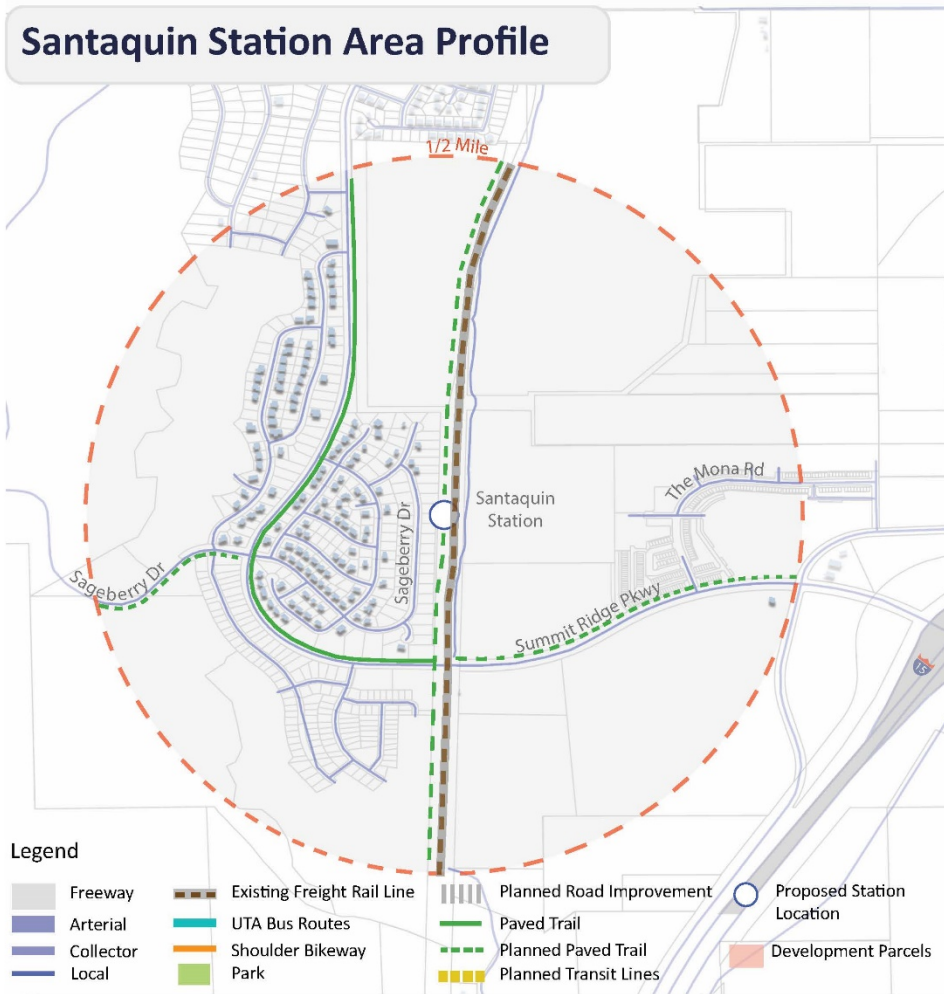 Santaquin Station Area Profile
1/2 Mile
The Mona Rd
Santaquin
Station
Sageberry Dr
Sageberry Dr
Summit Ridge Pkwy
15
Legend
Freeway
Arterial
Collector
Local
Existing Freight Rail Line
UTA Bus Routes
Shoulder Bikeway
Park
Planned Road Improvement
Paved Trail
Planned Paved Trail
Planned Transit Lines
Proposed Station
Location
Development Parcels